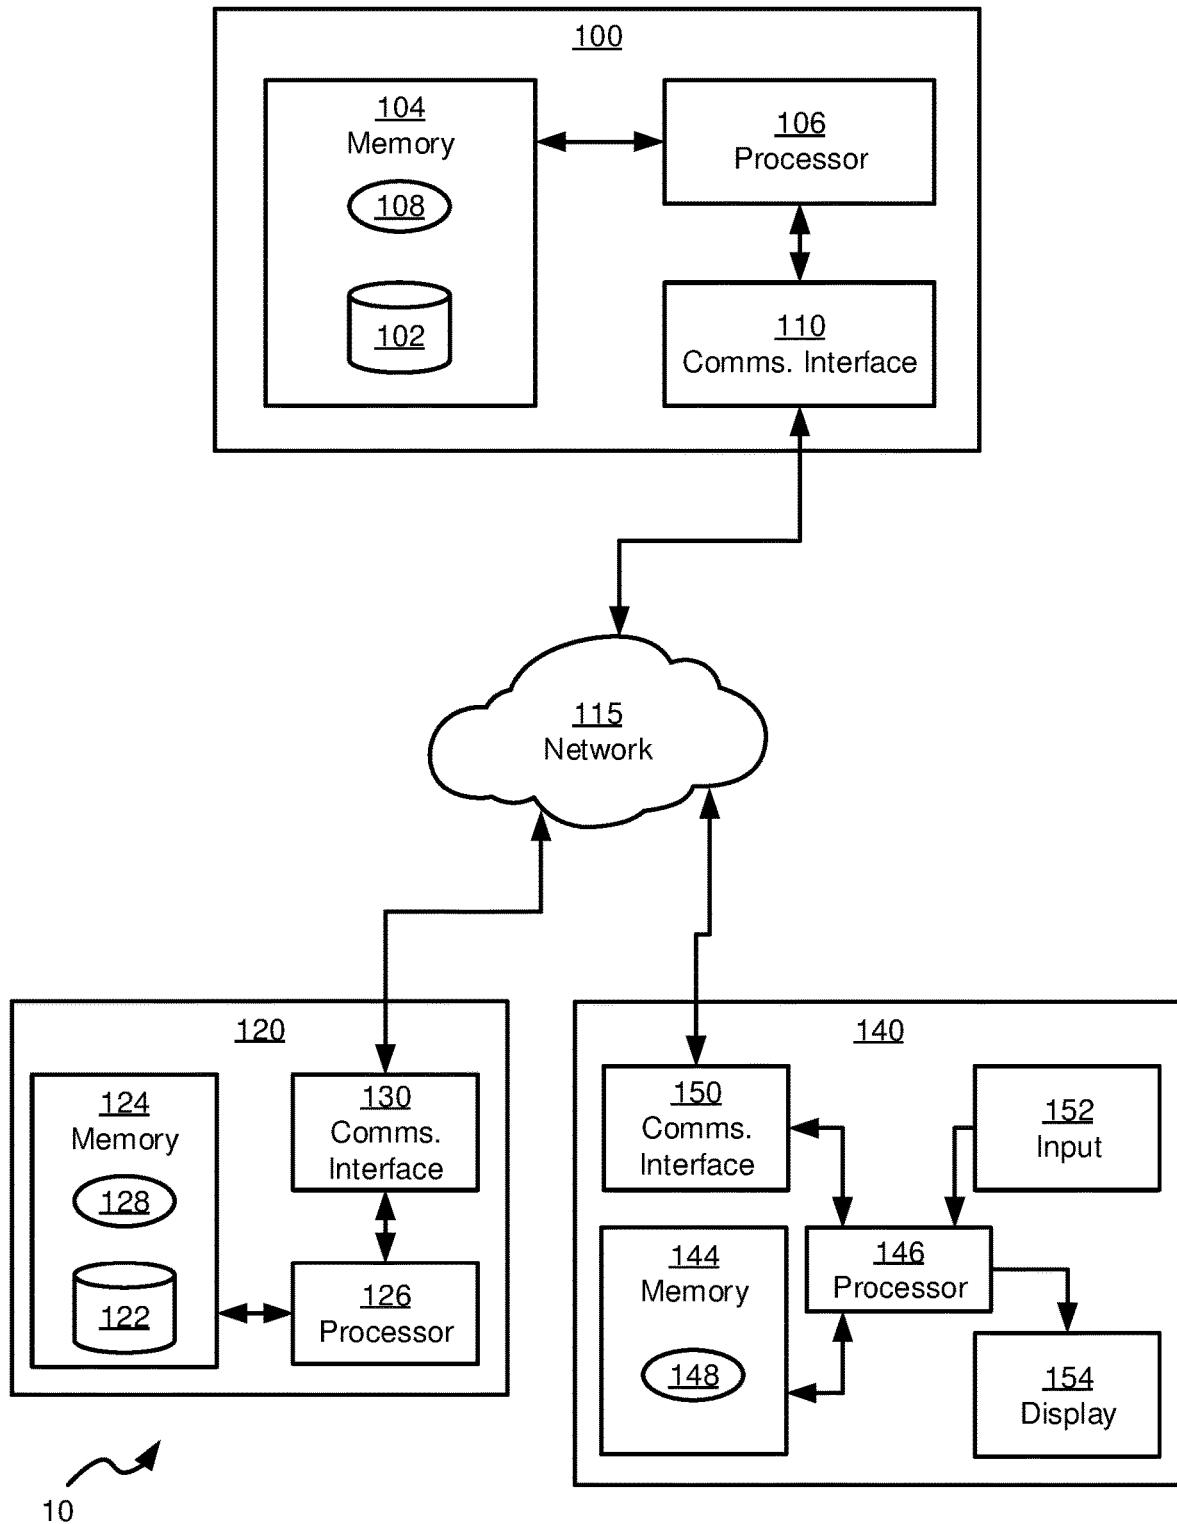 100
104
Memory
108
102
106
Processor
110
Comms. Interface
115
Network
120
124
Memory
128
122
130
Comms.
Interface
126
Processor
140
150
Comms.
Interface
152
Input
144
Memory
148
146
Processor
154
Display
10